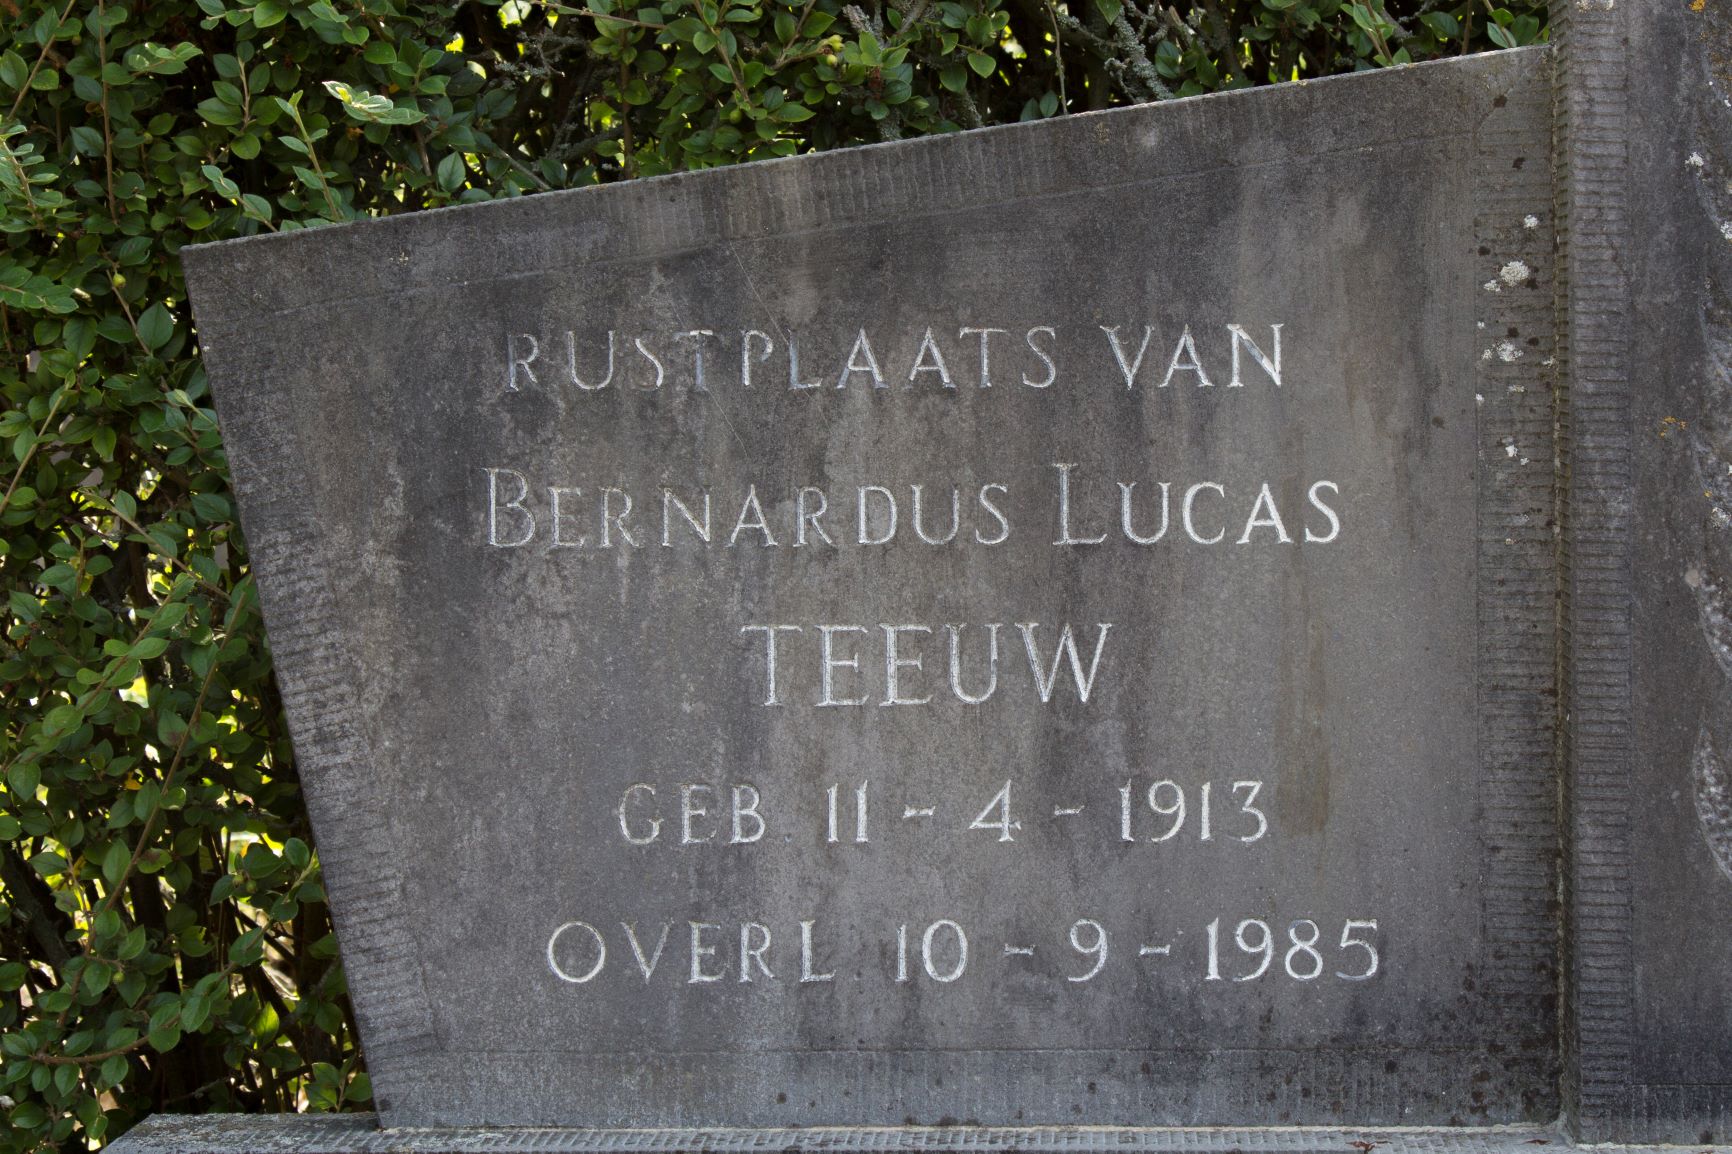 RUSTPLAATS VAN
BERNARDUS LUCAS
TEEUW
GEB. 11-4-1913
OVERL 10-9-1985